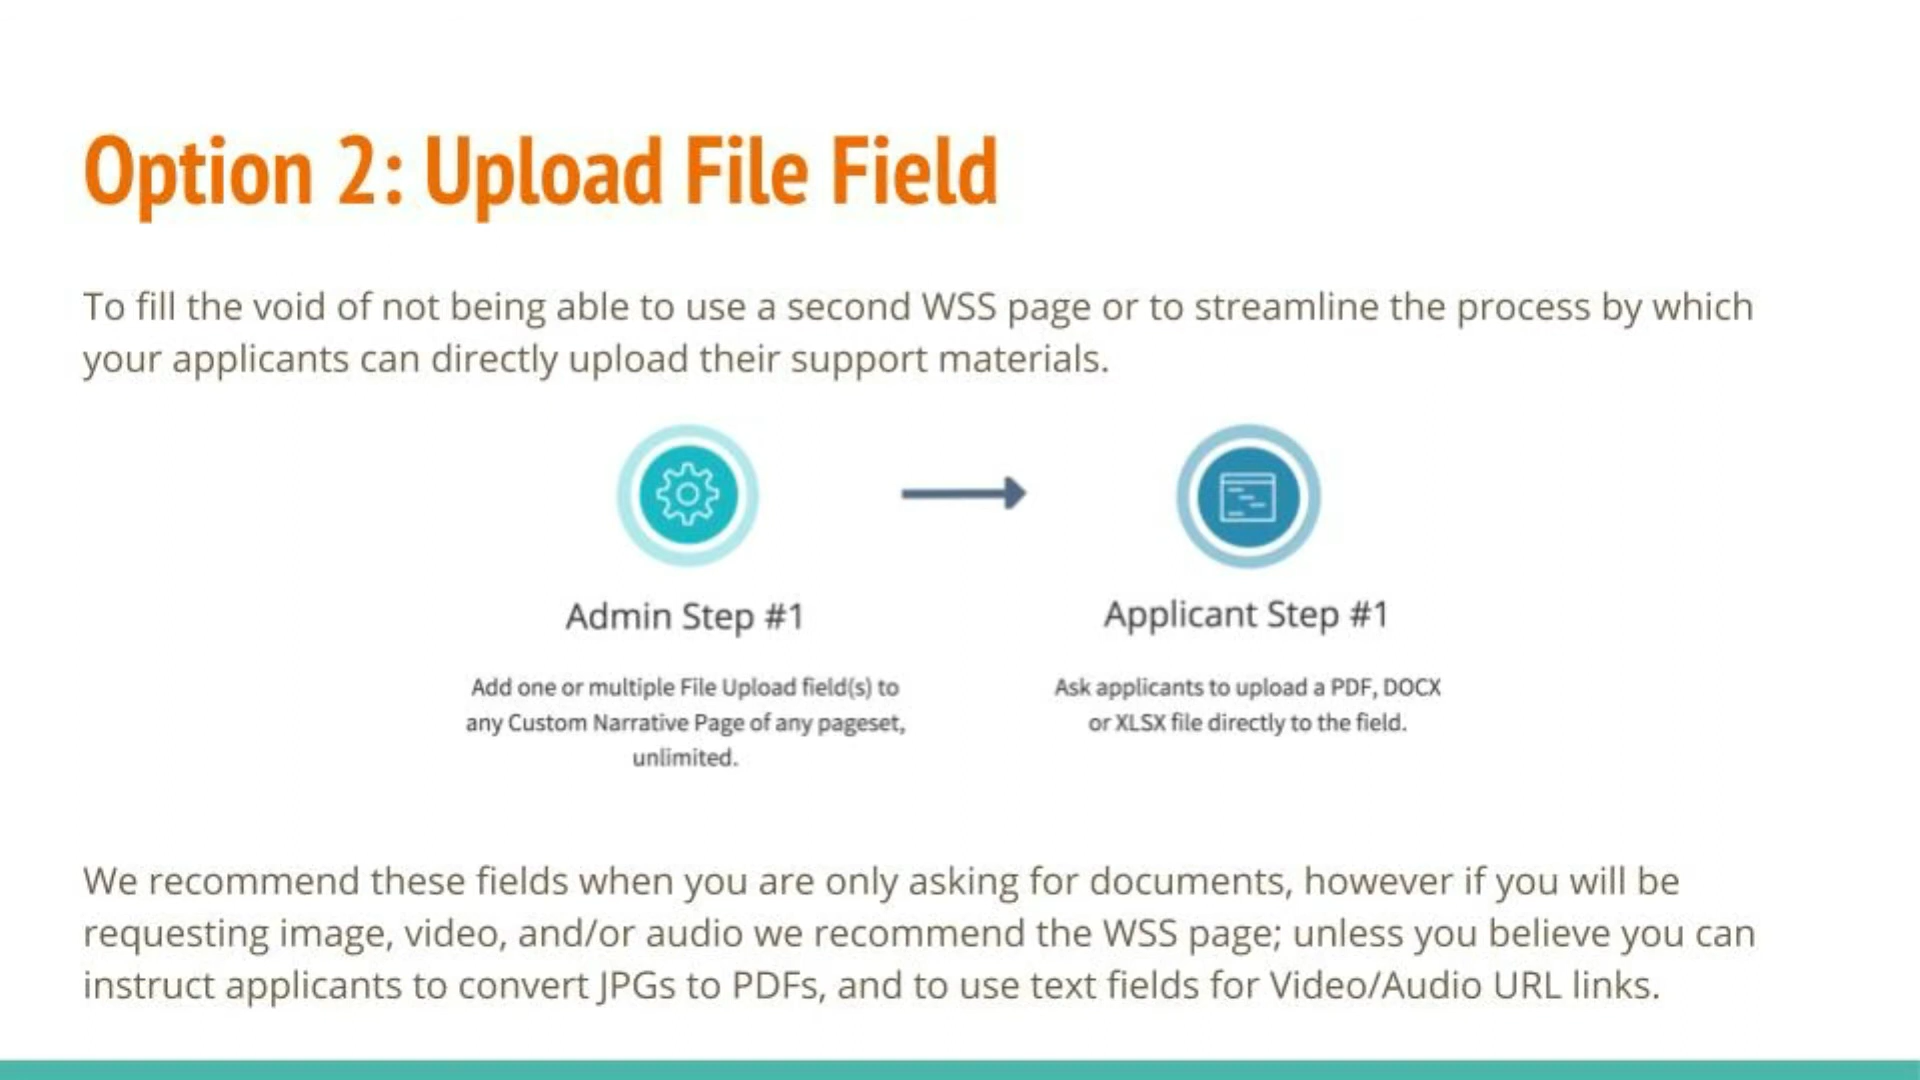 Option 2: Upload File Field
To fill the void of not being able to use a second WSS page or to streamline the process by which
your applicants can directly upload their support materials.
Admin Step #1
Add one or multiple File Upload field(s) to
any Custom Narrative Page of any pageset,
unlimited.
Applicant Step #1
Ask applicants to upload a PDF, DOCX
or XLSX file directly to the field.
We recommend these fields when you are only asking for documents, however if you will be
requesting image, video, and/or audio we recommend the WSS page; unless you believe you can
instruct applicants to convert JPGs to PDFs, and to use text fields for Video/Audio URL links.